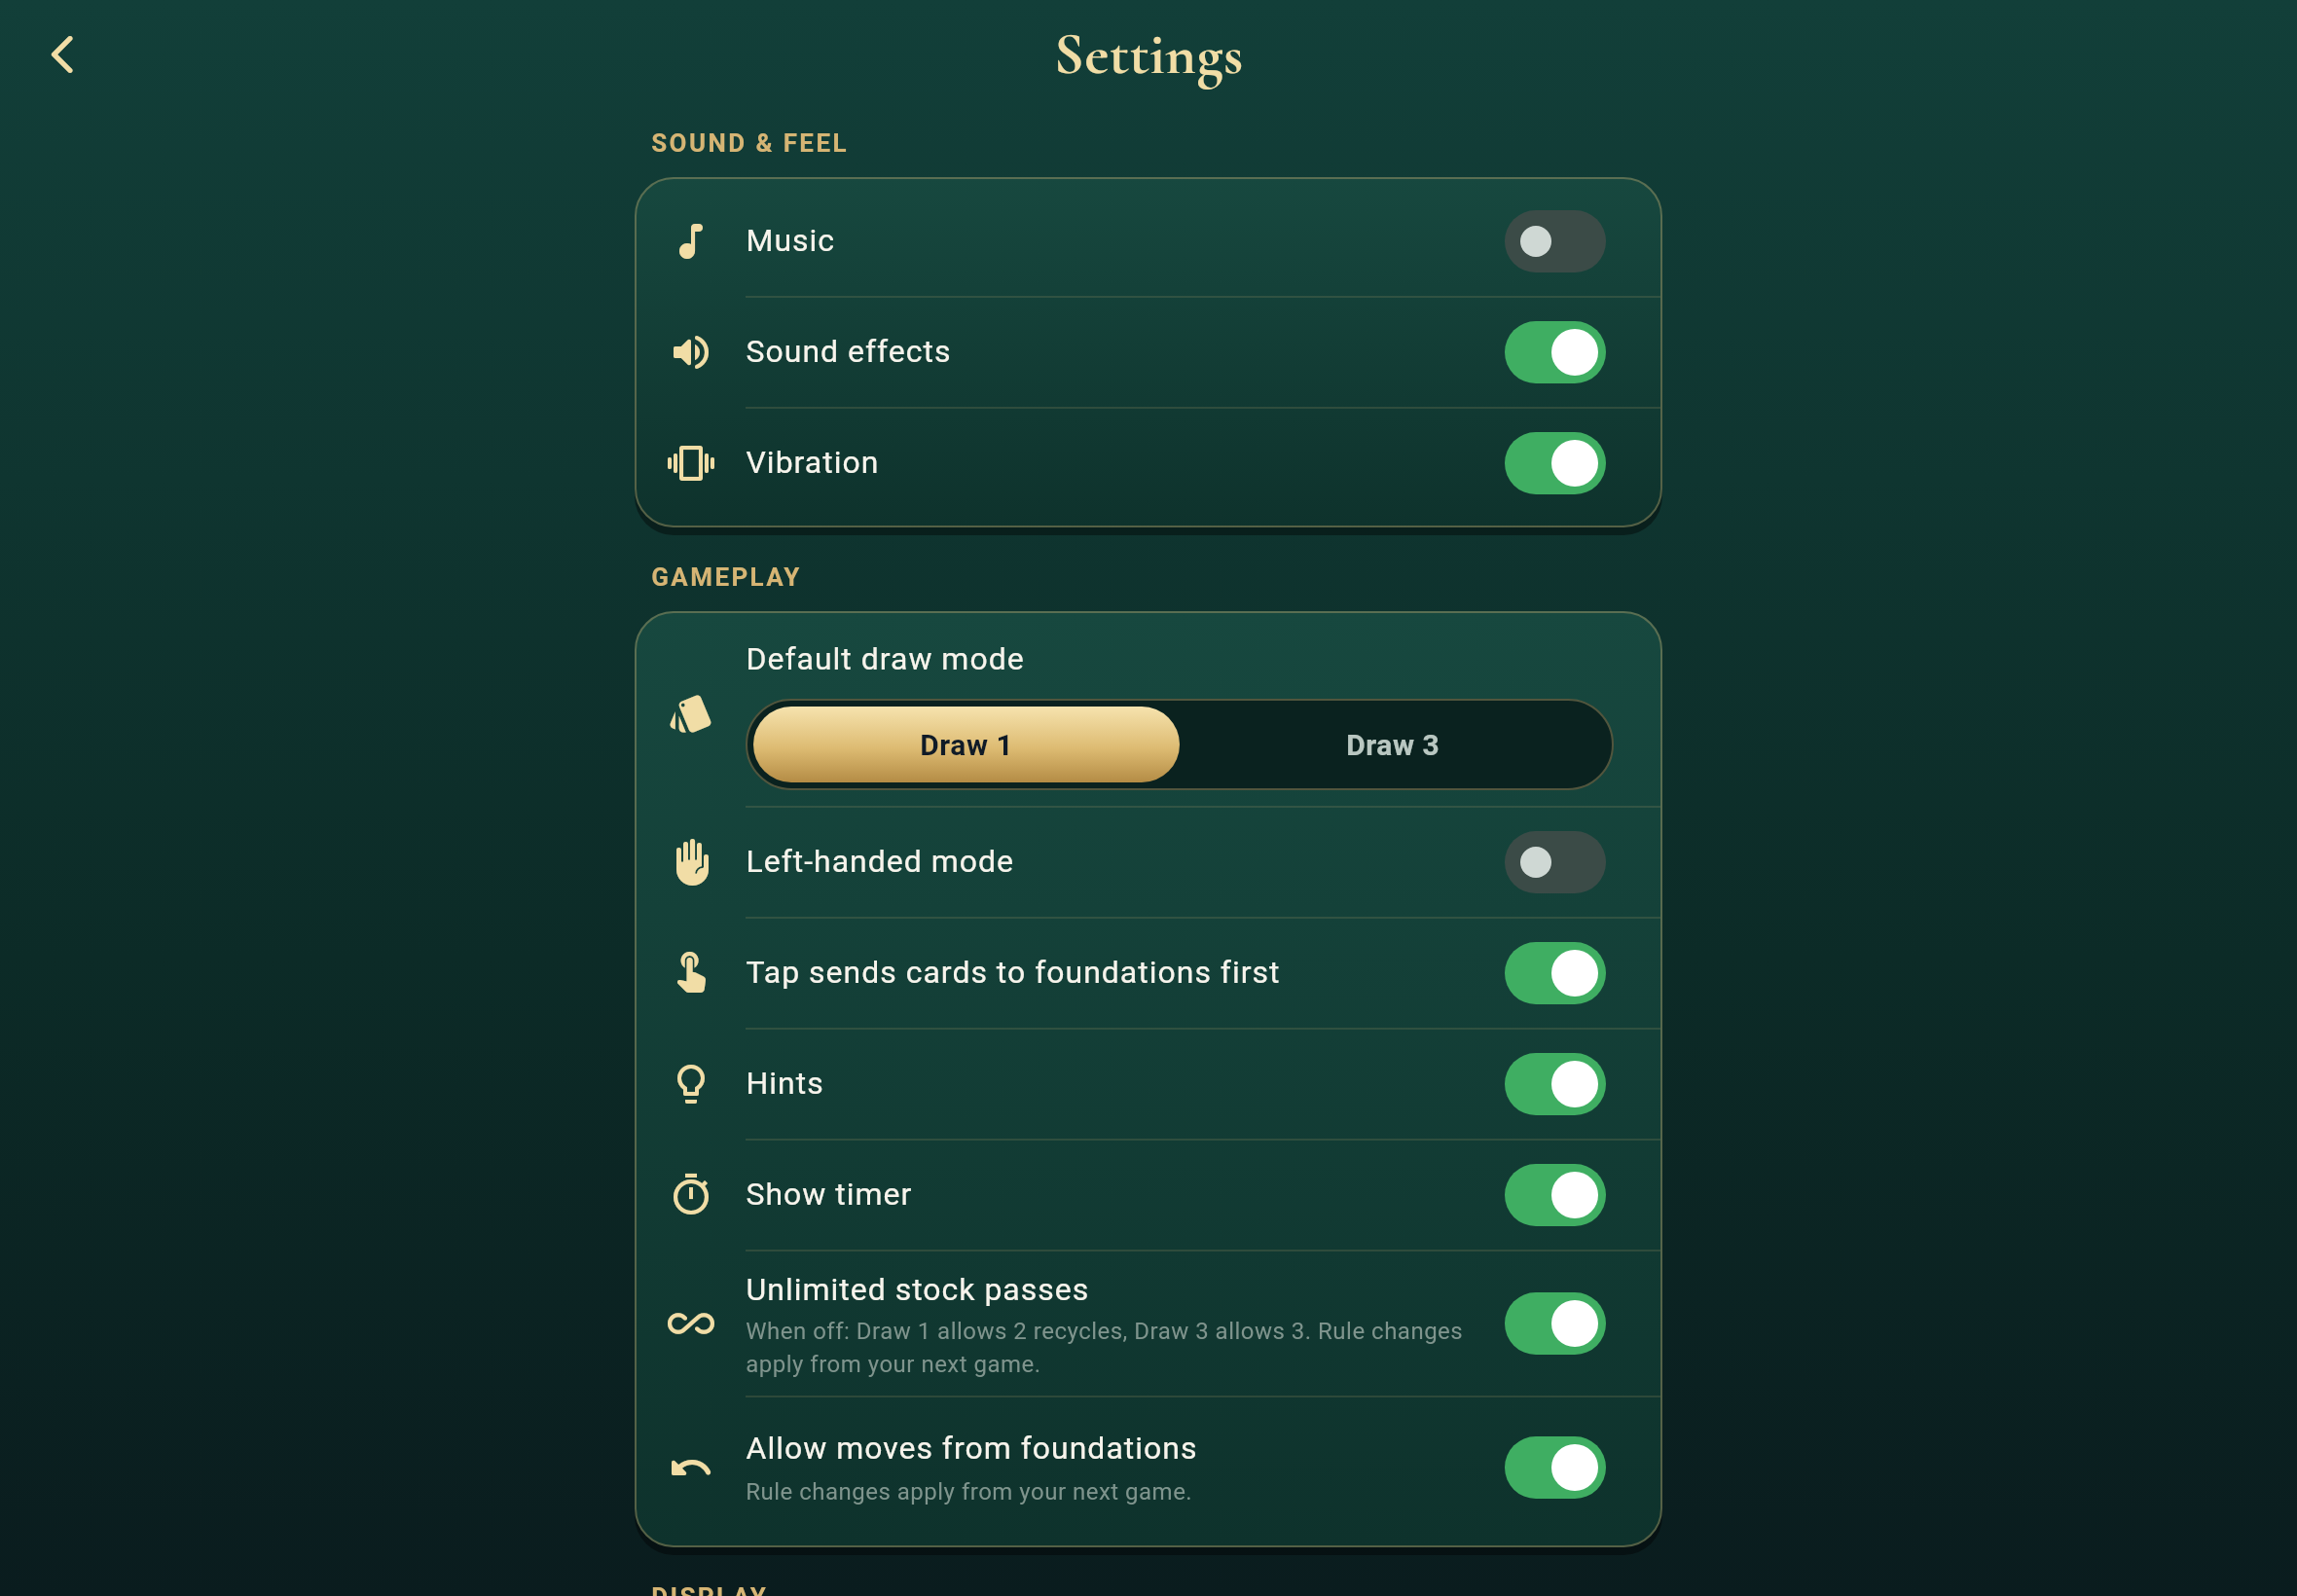 Settings
SOUND & FEEL
Music
Sound effects
Vibration
GAMEPLAY
Default draw mode
Draw 1
Draw 3
Left-handed mode
Tap sends cards to foundations first
Hints
Show timer
Unlimited stock passes
When off: Draw 1 allows 2 recycles, Draw 3 allows 3. Rule changes
apply from your next game.
Allow moves from foundations
Rule changes apply from your next game.
DISPLAY